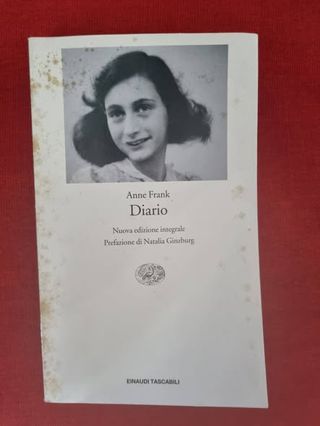 Anne Frank
Diario
Nuova edizione integrale
Prefazione di Natalia Ginzburg
EINAUDI TASCABILI